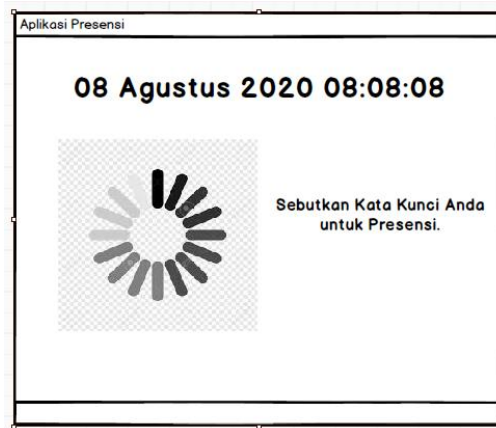 Aplikasi Presensi
08 Agustus 2020 08:08:08
Sebutkan Kata Kunci Anda
untuk Presensi.